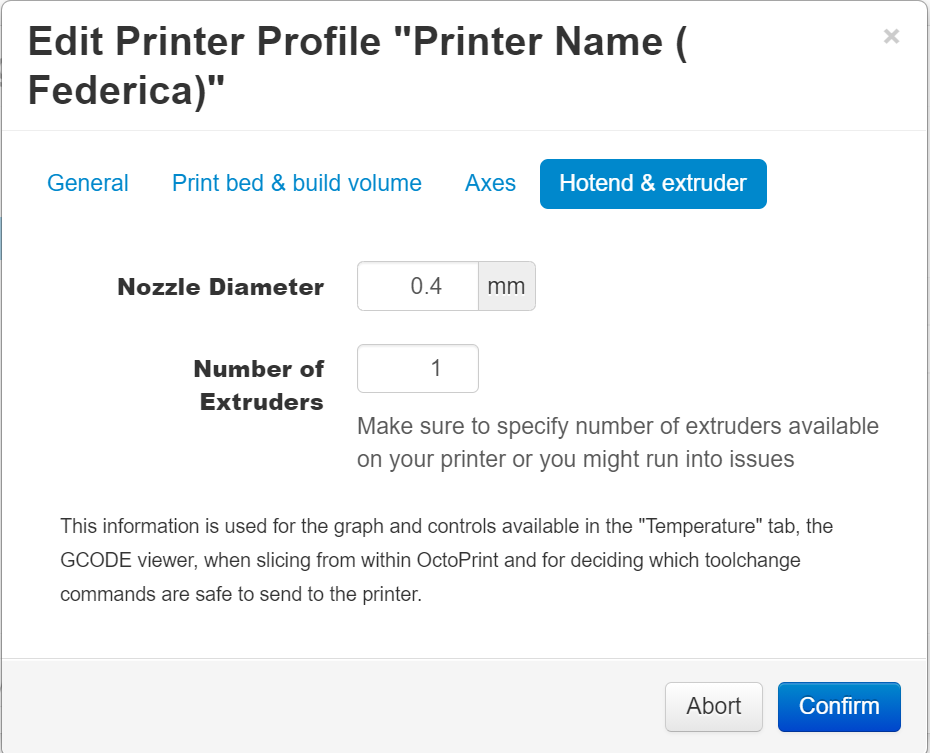 Edit Printer Profile "Printer Name (
Federica)"
×
General Print bed & build volume Axes Hotend & extruder
Nozzle Diameter 0.4 mm
Number of 1
Extruders
Make sure to specify number of extruders available
on your printer or you might run into issues
This information is used for the graph and controls available in the "Temperature" tab, the
GCODE viewer, when slicing from within OctoPrint and for deciding which toolchange
commands are safe to send to the printer.
Abort Confirm